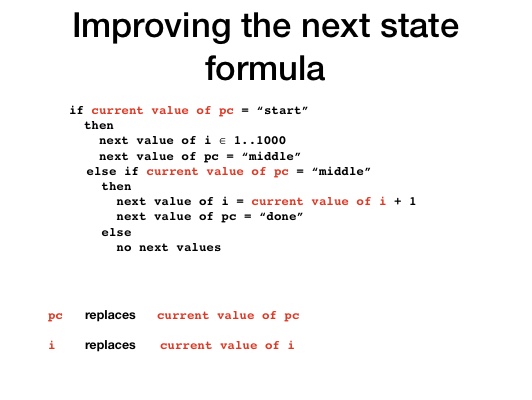 Improving the next state
formula
if current value of pc = “start”
then
next value of i ∈ 1..1000
next value of pc = “middle”
else if current value of pc = “middle”
then
next value of i = current value of i + 1
next value of pc = “done”
else
no next values
pc replaces current value of pc
i replaces current value of i